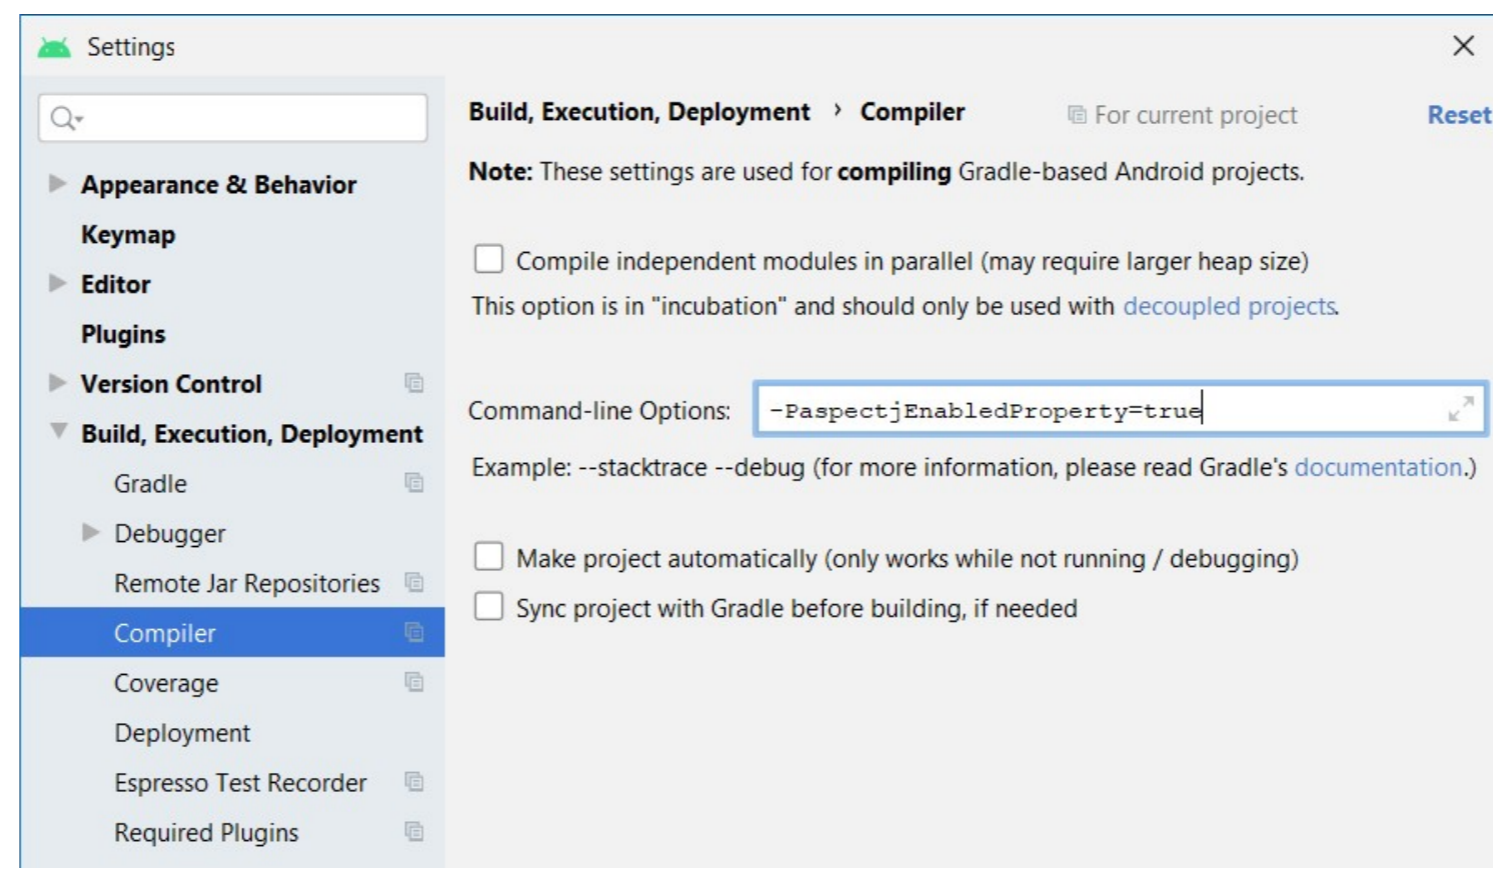 Settings
Build, Execution, Deployment › Compiler For current project Reset
Note: These settings are used for compiling Gradle-based Android projects.
Appearance & Behavior
Keymap
Editor
Plugins
Version Control
Build, Execution, Deployment
Gradle
Debugger
Remote Jar Repositories
Compiler
Coverage
Deployment
Espresso Test Recorder
Required Plugins
Compile independent modules in parallel (may require larger heap size)
This option is in "incubation" and should only be used with decoupled projects.
Command-line Options: -PaspectjEnabledProperty=true
Example: --stacktrace --debug (for more information, please read Gradle's documentation.)
Make project automatically (only works while not running / debugging)
Sync project with Gradle before building, if needed